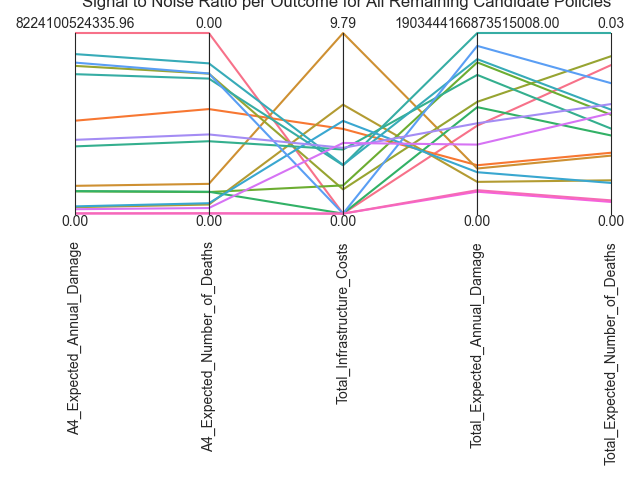 Signal to Noise Ratio per Outcome for All Remaining Candidate Policies
8224100524335.96 0.00 9.79 1903444166873515008.00 0.03
0.00 0.00 0.00 0.00 0.00
A4_Expected_Annual_Damage
A4_Expected_Number_of_Deaths
Total_Infrastructure_Costs
Total_Expected_Annual_Damage
Total_Expected_Number_of_Deaths